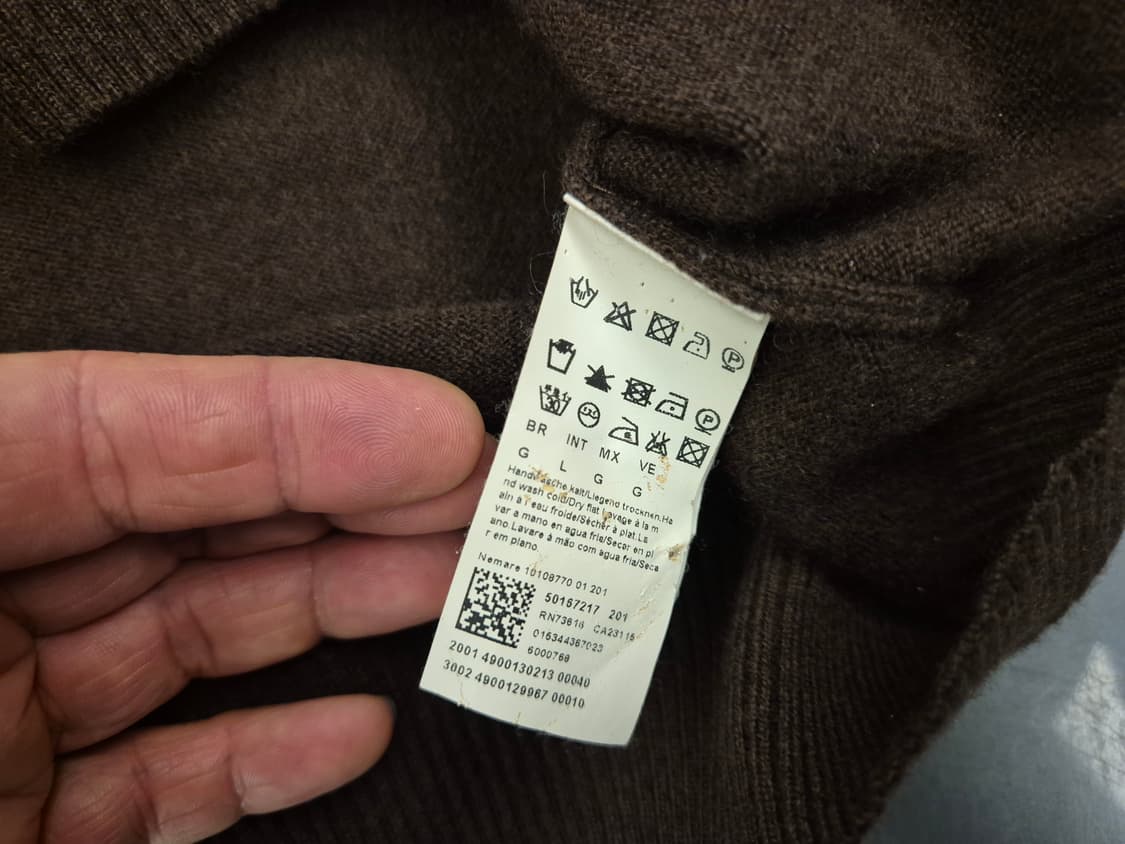 P
P
30
BR INT MX VE
G L G G
Handwäsche kalt/Liegend trocknen.Ha
nd wash cold/Dry flat Lavage à la m
ain à l'eau froide/Sécher à plat.La
var a mano en agua fría/Secar en pl
ano.Lavare à mão com agua fria/Seca
r em plano.
Nemare 10108770 01 201
50167217 201
RN73616 CA23115
015344367023
6000768
2001 4900130213 00040
3002 4900129967 00010